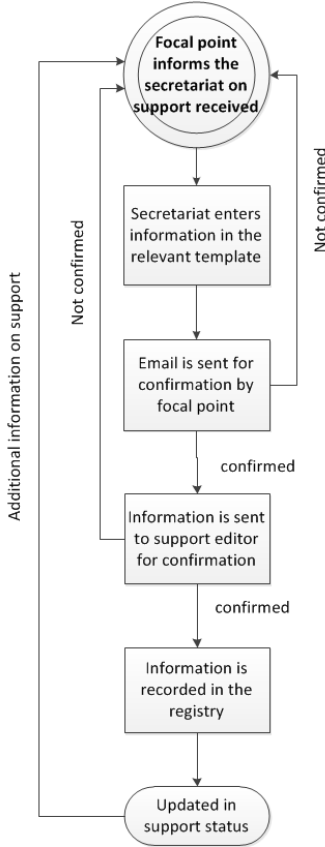 Focal point
informs the
secretariat on
support received
Secretariat enters
information in the
relevant template
Email is sent for
confirmation by
focal point
Not confirmed
confirmed
Information is sent
to support editor
for confirmation
Not confirmed
confirmed
Information is
recorded in the
registry
Updated in
support status
Additional information on support